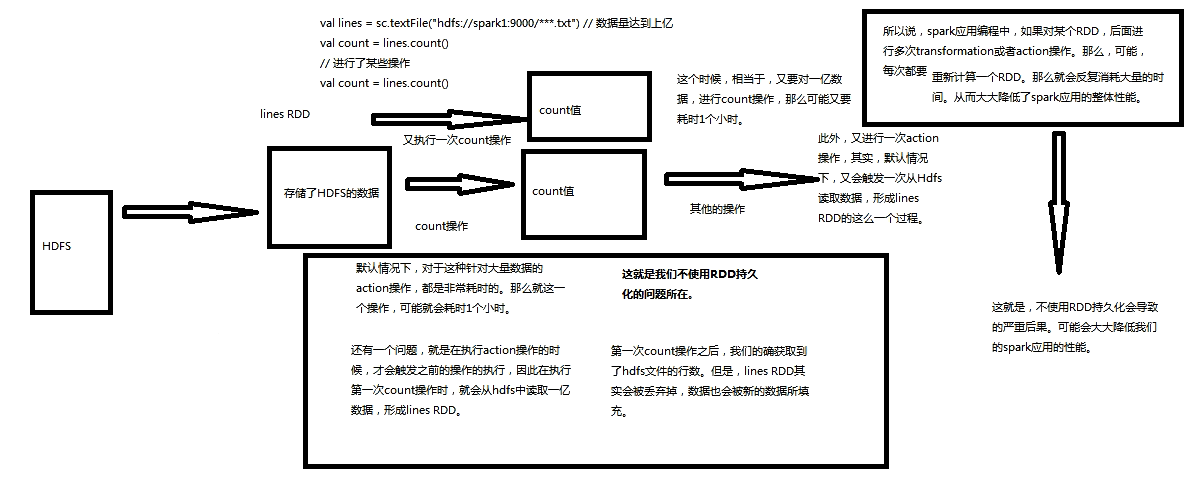 val lines = sc.textFile("hdfs://spark1:9000/***.txt") // 数据量达到上亿
val count = lines.count()
// 进行了某些操作
val count = lines.count()
lines RDD
又执行一次count操作
count值
这个时候，相当于，又要对一亿数
据，进行count操作，那么可能又要
耗时1个小时。
所以说，spark应用编程中，如果对某个RDD，后面进
行多次transformation或者action操作。那么，可能，
每次都要
重新计算一个RDD。那么就会反复消耗大量的时
间。从而大大降低了spark应用的整体性能。
HDFS
存储了HDFS的数据
count操作
count值
其他的操作
此外，又进行一次action
操作，其实，默认情况
下，又会触发一次从Hdfs
读取数据，形成lines
RDD的这么一个过程。
默认情况下，对于这种针对大量数据的
action操作，都是非常耗时的。那么就这一
个操作，可能就会耗时1个小时。
这就是我们不使用RDD持久
化的问题所在。
还有一个问题，就是在执行action操作的时
候，才会触发之前的操作的执行，因此在执行
第一次count操作时，就会从hdfs中读取一亿
数据，形成lines RDD。
第一次count操作之后，我们的确获取到
了hdfs文件的行数。但是，lines RDD其
实会被丢弃掉，数据也会被新的数据所填
充。
这就是，不使用RDD持久化会导致
的严重后果。可能会大大降低我们
的spark应用的性能。